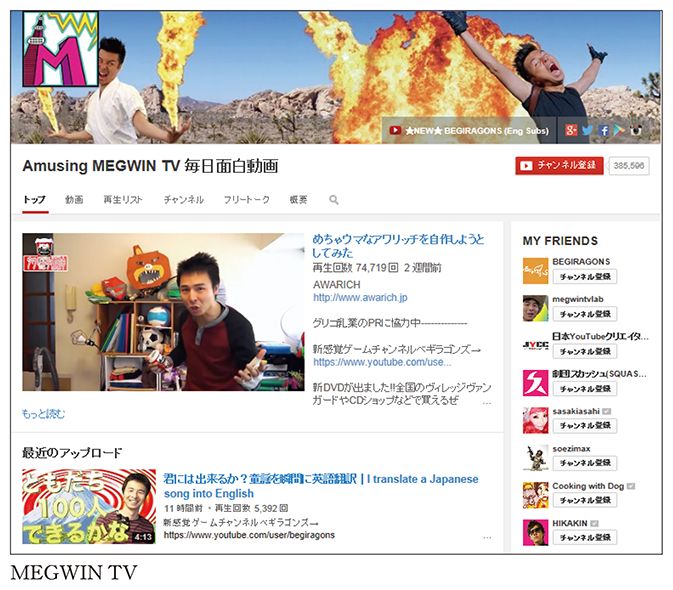 M
★NEW★ BEGIRAGONS (Eng Subs)
Amusing MEGWIN TV 毎日面白動画
チャンネル登録
385,596
トップ 動画 再生リスト チャンネル フリートーク 概要
めちゃウマなアワリッチを自作しようと
してみた
再生回数 74,719 回 2 週間前
AWARICH
http://www.awarich.jp
グリコ乳業のPRに協力中---------------
新感覚ゲームチャンネルベギラゴンズ→
https://www.youtube.com/use...
新DVDが出ました!!全国のヴィレッジヴァン
ガードやCDショップなどで買えるぜ ...
もっと読む
MY FRIENDS
BEGIRAGONS
チャンネル登録
megwintvlab
チャンネル登録
JYCC
日本YouTubeクリエイタ...
チャンネル登録
劇団スカッシュ(SQUAS...
チャンネル登録
sasakiasahi
チャンネル登録
soezimax
チャンネル登録
Cooking with Dog
チャンネル登録
HIKAKIN
チャンネル登録
最近のアップロード
ともだち
100人
できるかな
4:13
君には出来るか？童謡を瞬間に英語翻訳 | I translate a Japanese
song into English
11 時間前 · 再生回数 5,392 回
新感覚ゲームチャンネルベギラゴンズ→
https://www.youtube.com/user/begiragons
...
MEGWIN TV